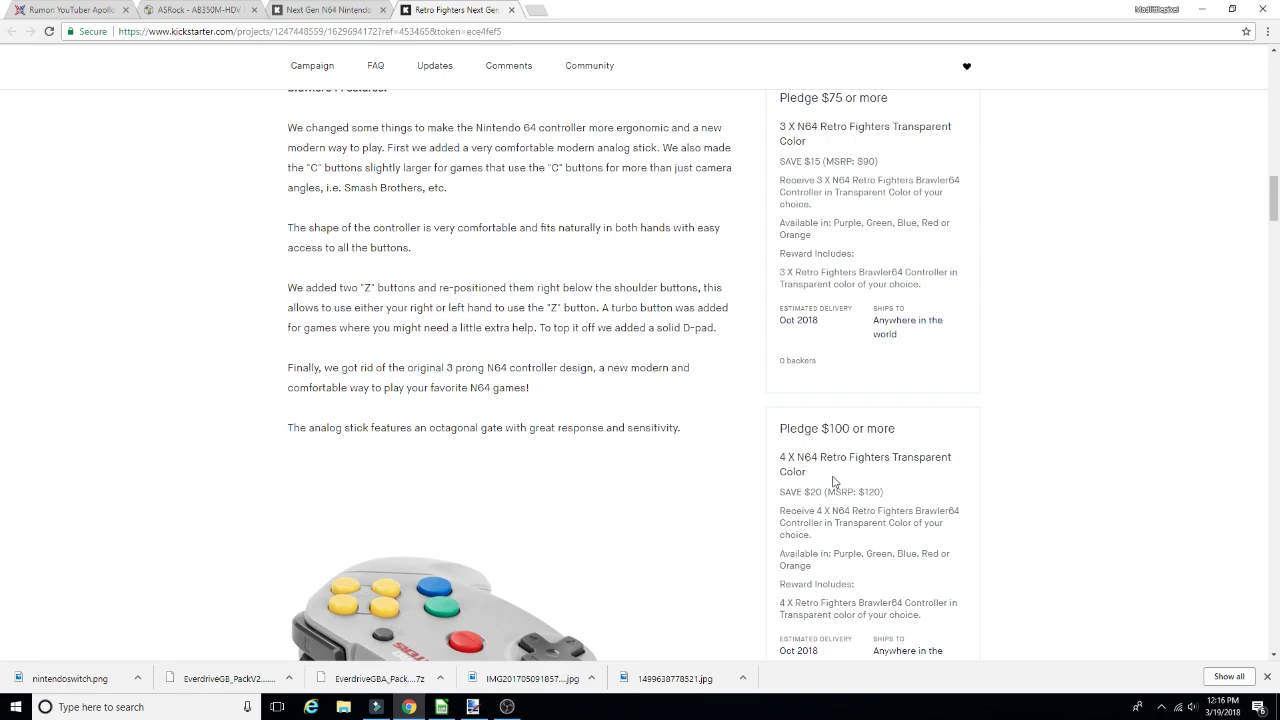 Rumor: YouTuber Apollo
ASRock - AB350M-HDV
Next Gen N64 Nintendo
Retro Fighters Next Gen
Madlittlepixel
Secure
https://www.kickstarter.com/projects/1247448559/1629694172?ref=453465&token=ece4fef5
Campaign
FAQ
Updates
Comments
Community
Brawlers Features:
We changed some things to make the Nintendo 64 controller more ergonomic and a new
modern way to play. First we added a very comfortable modern analog stick. We also made
the "C" buttons slightly larger for games that use the "C" buttons for more than just camera
angles, i.e. Smash Brothers, etc.
The shape of the controller is very comfortable and fits naturally in both hands with easy
access to all the buttons.
We added two "Z" buttons and re-positioned them right below the shoulder buttons, this
allows to use either your right or left hand to use the "Z" button. A turbo button was added
for games where you might need a little extra help. To top it off we added a solid D-pad.
Finally, we got rid of the original 3 prong N64 controller design, a new modern and
comfortable way to play your favorite N64 games!
The analog stick features an octagonal gate with great response and sensitivity.
Pledge $75 or more
3 X N64 Retro Fighters Transparent
Color
SAVE $15 (MSRP: $90)
Receive 3 X N64 Retro Fighters Brawler64
Controller in Transparent Color of your
choice.
Available in: Purple, Green, Blue, Red or
Orange
Reward Includes:
3 X Retro Fighters Brawler64 Controller in
Transparent color of your choice.
ESTIMATED DELIVERY
Oct 2018
SHIPS TO
Anywhere in the
world
0 backers
Pledge $100 or more
4 X N64 Retro Fighters Transparent
Color
SAVE $20 (MSRP: $120)
Receive 4 X N64 Retro Fighters Brawler64
Controller in Transparent Color of your
choice.
Available in: Purple, Green, Blue, Red or
Orange
Reward Includes:
4 X Retro Fighters Brawler64 Controller in
Transparent color of your choice.
ESTIMATED DELIVERY
Oct 2018
SHIPS TO
Anywhere in the
nintendoswitch.png
EverdriveGB_PackV2....
EverdriveGBA_Pack...7z
IMG201705091857...jpg
1499638778521.jpg
Show all
Type here to search
12:16 PM
3/19/2018